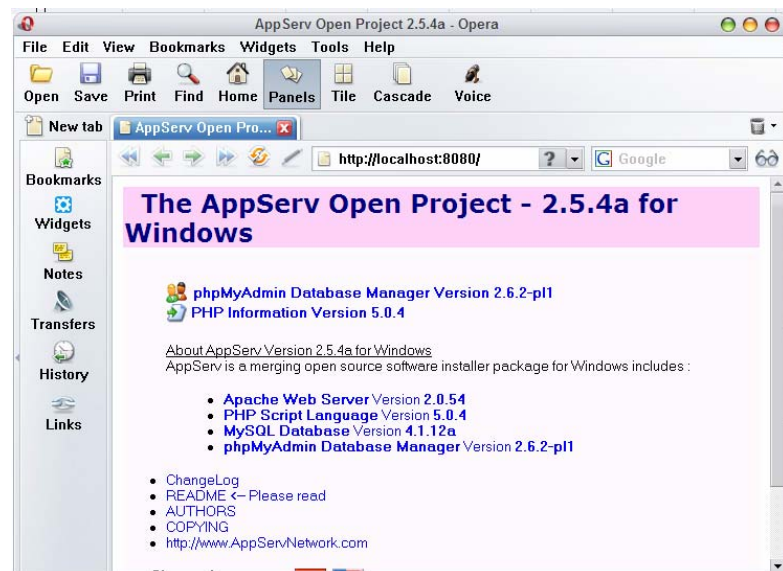 AppServ Open Project 2.5.4a - Opera
File Edit View Bookmarks Widgets Tools Help
Open Save Print Find Home Panels Tile Cascade Voice
New tab AppServ Open Pro...
http://localhost:8080/ ? G Google
Bookmarks
Widgets
Notes
Transfers
History
Links
The AppServ Open Project - 2.5.4a for
Windows
phpMyAdmin Database Manager Version 2.6.2-pl1
PHP Information Version 5.0.4
About AppServ Version 2.5.4a for Windows
AppServ is a merging open source software installer package for Windows includes :
• Apache Web Server Version 2.0.54
• PHP Script Language Version 5.0.4
• MySQL Database Version 4.1.12a
• phpMyAdmin Database Manager Version 2.6.2-pl1
• ChangeLog
• README <-- Please read
• AUTHORS
• COPYING
• http://www.AppServNetwork.com